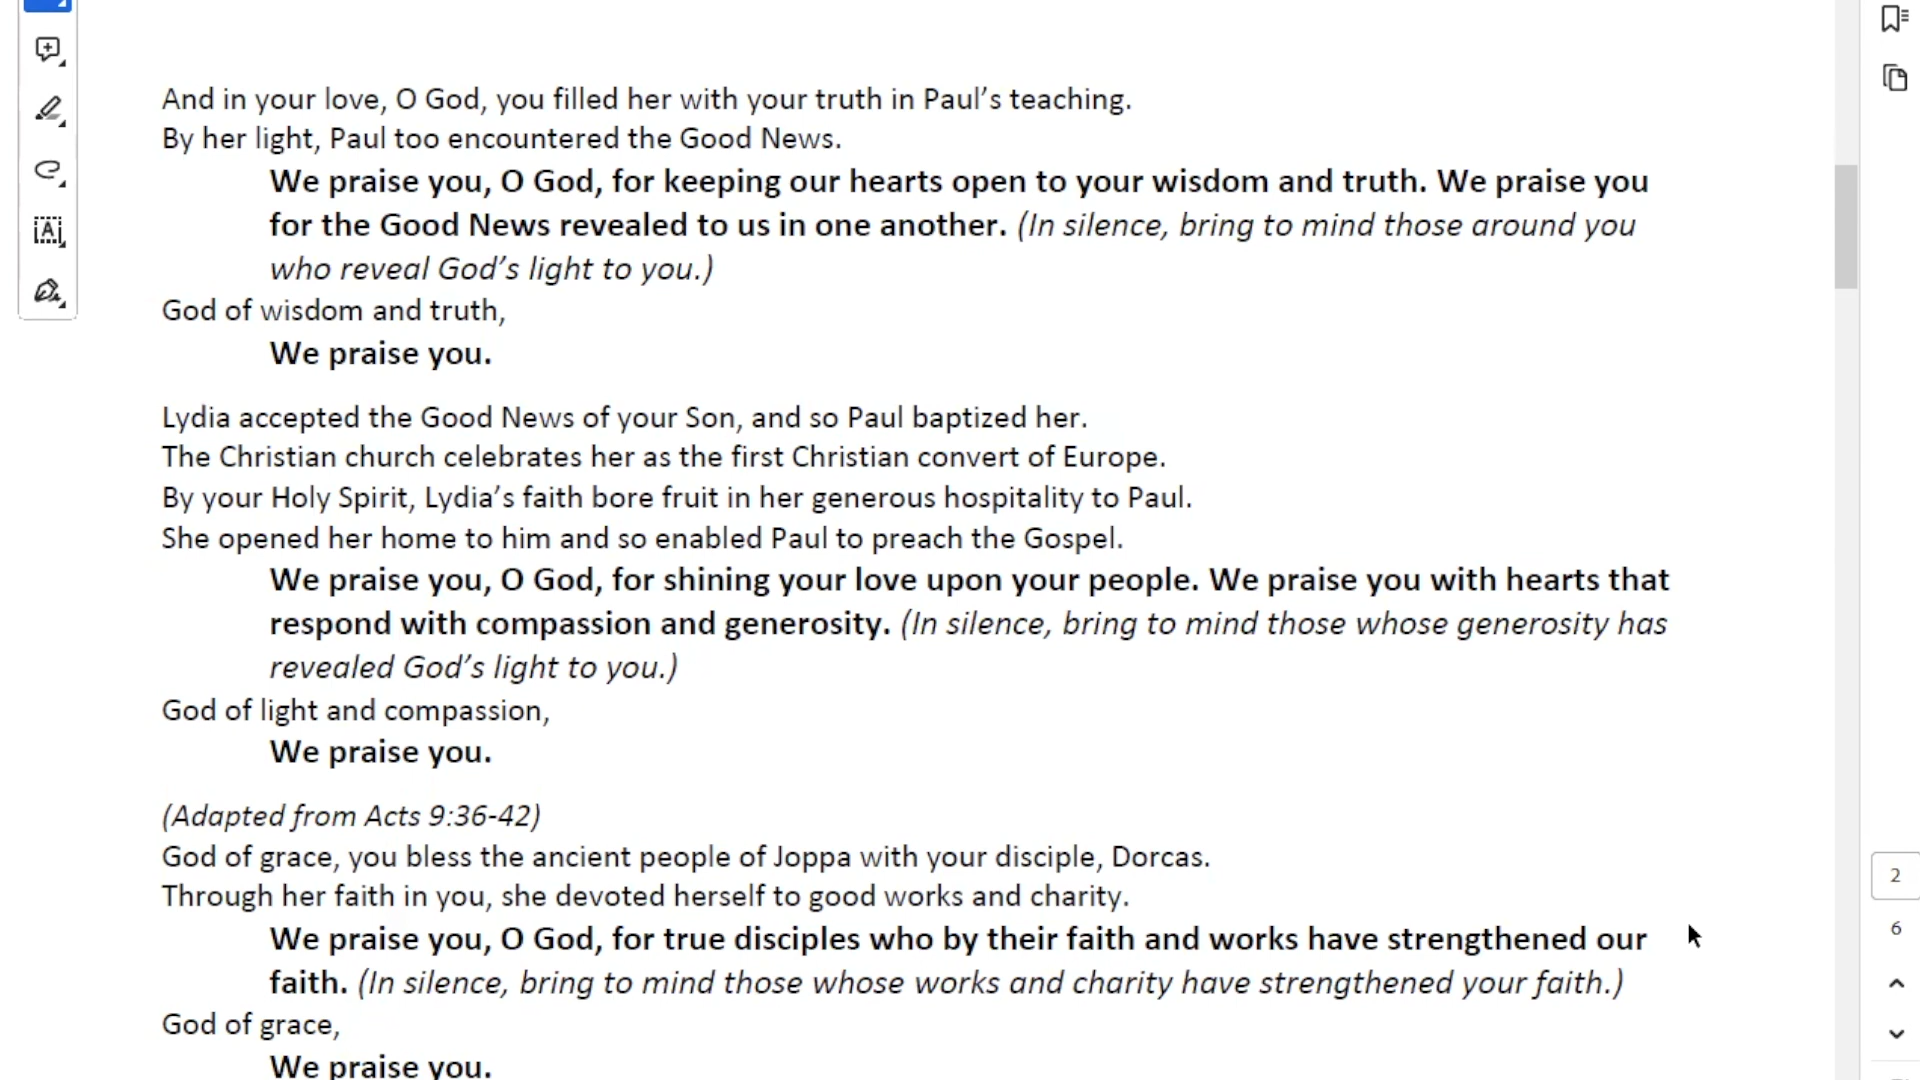 And in your love, O God, you filled her with your truth in Paul’s teaching.
By her light, Paul too encountered the Good News.
We praise you, O God, for keeping our hearts open to your wisdom and truth. We praise you
for the Good News revealed to us in one another. (In silence, bring to mind those around you
who reveal God’s light to you.)
God of wisdom and truth,
We praise you.
Lydia accepted the Good News of your Son, and so Paul baptized her.
The Christian church celebrates her as the first Christian convert of Europe.
By your Holy Spirit, Lydia’s faith bore fruit in her generous hospitality to Paul.
She opened her home to him and so enabled Paul to preach the Gospel.
We praise you, O God, for shining your love upon your people. We praise you with hearts that
respond with compassion and generosity. (In silence, bring to mind those whose generosity has
revealed God’s light to you.)
God of light and compassion,
We praise you.
(Adapted from Acts 9:36-42)
God of grace, you bless the ancient people of Joppa with your disciple, Dorcas.
Through her faith in you, she devoted herself to good works and charity.
We praise you, O God, for true disciples who by their faith and works have strengthened our
faith. (In silence, bring to mind those whose works and charity have strengthened your faith.)
God of grace,
We praise you.
2
6